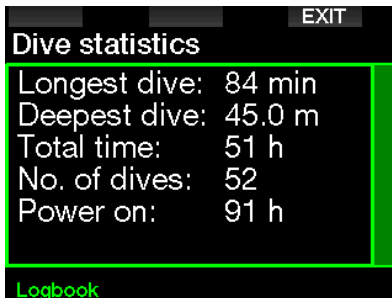 EXIT
Dive statistics
Longest dive: 84 min
Deepest dive: 45.0 m
Total time: 51 h
No. of dives: 52
Power on: 91 h
Logbook